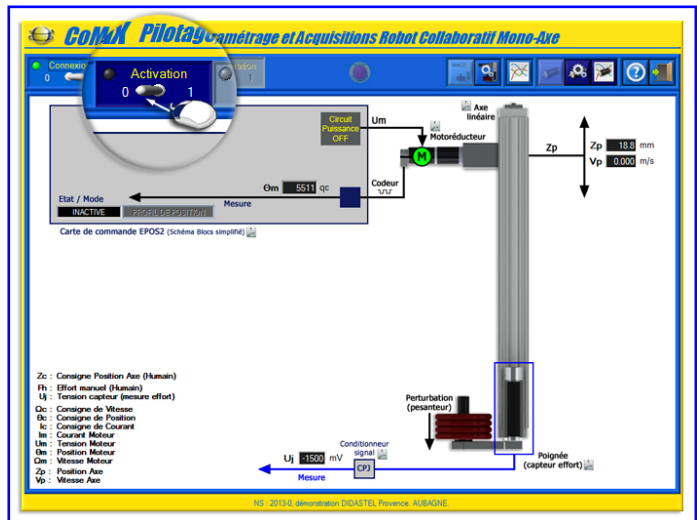 CoMaX Pilotage
Paramétrage et Acquisitions Robot Collaboratif Mono-Axe
Connexion
0
Activation
0 1
1
Circuit
Puissance
OFF
Um
Motoréducteur
M
Axe
linéaire
Zp
Zp 18.8 mm
Vp 0.000 m/s
Θm 5511 qc
Codeur
Mesure
Etat / Mode
INACTIVE PROFIL DE POSITION
Carte de commande EPOS2 (Schéma Blocs simplifié)
Zc : Consigne Position Axe (Humain)
Fh : Effort manuel (Humain)
Uj : Tension capteur (mesure effort)
Ωc : Consigne de Vitesse
Θc : Consigne de Position
Ic : Consigne de Courant
Im : Courant Moteur
Um : Tension Moteur
Θm : Position Moteur
Ωm : Vitesse Moteur
Zp : Position Axe
Vp : Vitesse Axe
Perturbation
(pesanteur)
Conditionneur
signal
Uj -1500 mV
CPJ
Mesure
Poignée
(capteur effort)
NS : 2013-0, démonstration DIDASTEL Provence, AUBAGNE.